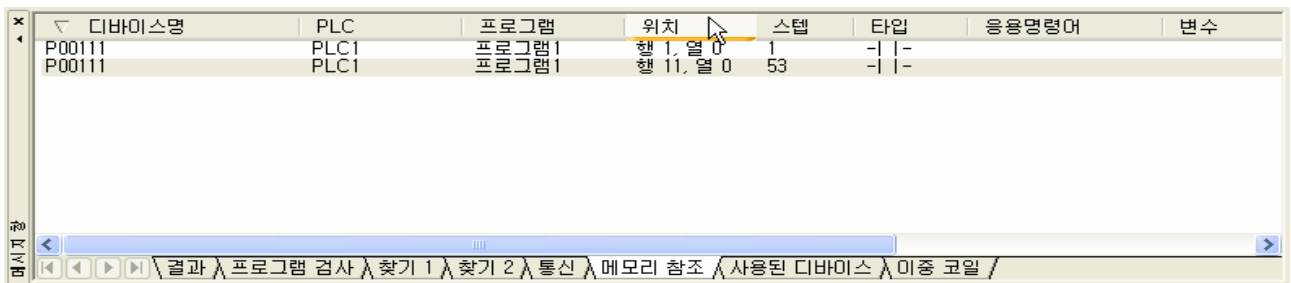 디바이스명 PLC 프로그램 위치 스텝 타입 응용명령어 변수
P00111 PLC1 프로그램1 행 1, 열 0 1 -| |-
P00111 PLC1 프로그램1 행 11, 열 0 53 -| |-
메시지 창
결과 프로그램 검사 찾기 1 찾기 2 통신 메모리 참조 사용된 디바이스 이중 코일